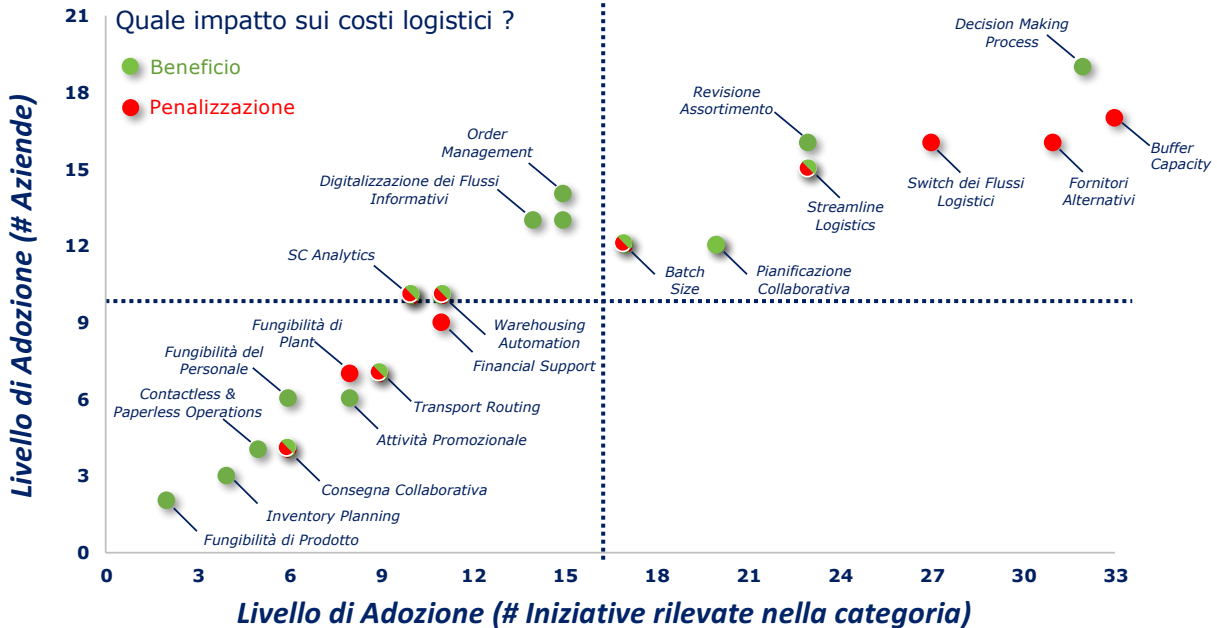 Quale impatto sui costi logistici ?
Beneficio
Penalizzazione
Livello di Adozione (# Aziende)
21
18
15
12
9
6
3
0
Decision Making
Process
Revisione
Assortimento
Buffer
Capacity
Order
Management
Digitalizzazione dei Flussi
Informativi
Streamline
Logistics
Switch dei Flussi
Logistici
Fornitori
Alternativi
SC Analytics
Batch
Size
Pianificazione
Collaborativa
Warehousing
Automation
Fungibilità di
Plant
Financial Support
Fungibilità del
Personale
Contactless &
Paperless Operations
Transport Routing
Attività Promozionale
Consegna Collaborativa
Inventory Planning
Fungibilità di Prodotto
0
3
6
9
12
15
18
21
24
27
30
33
Livello di Adozione (# Iniziative rilevate nella categoria)